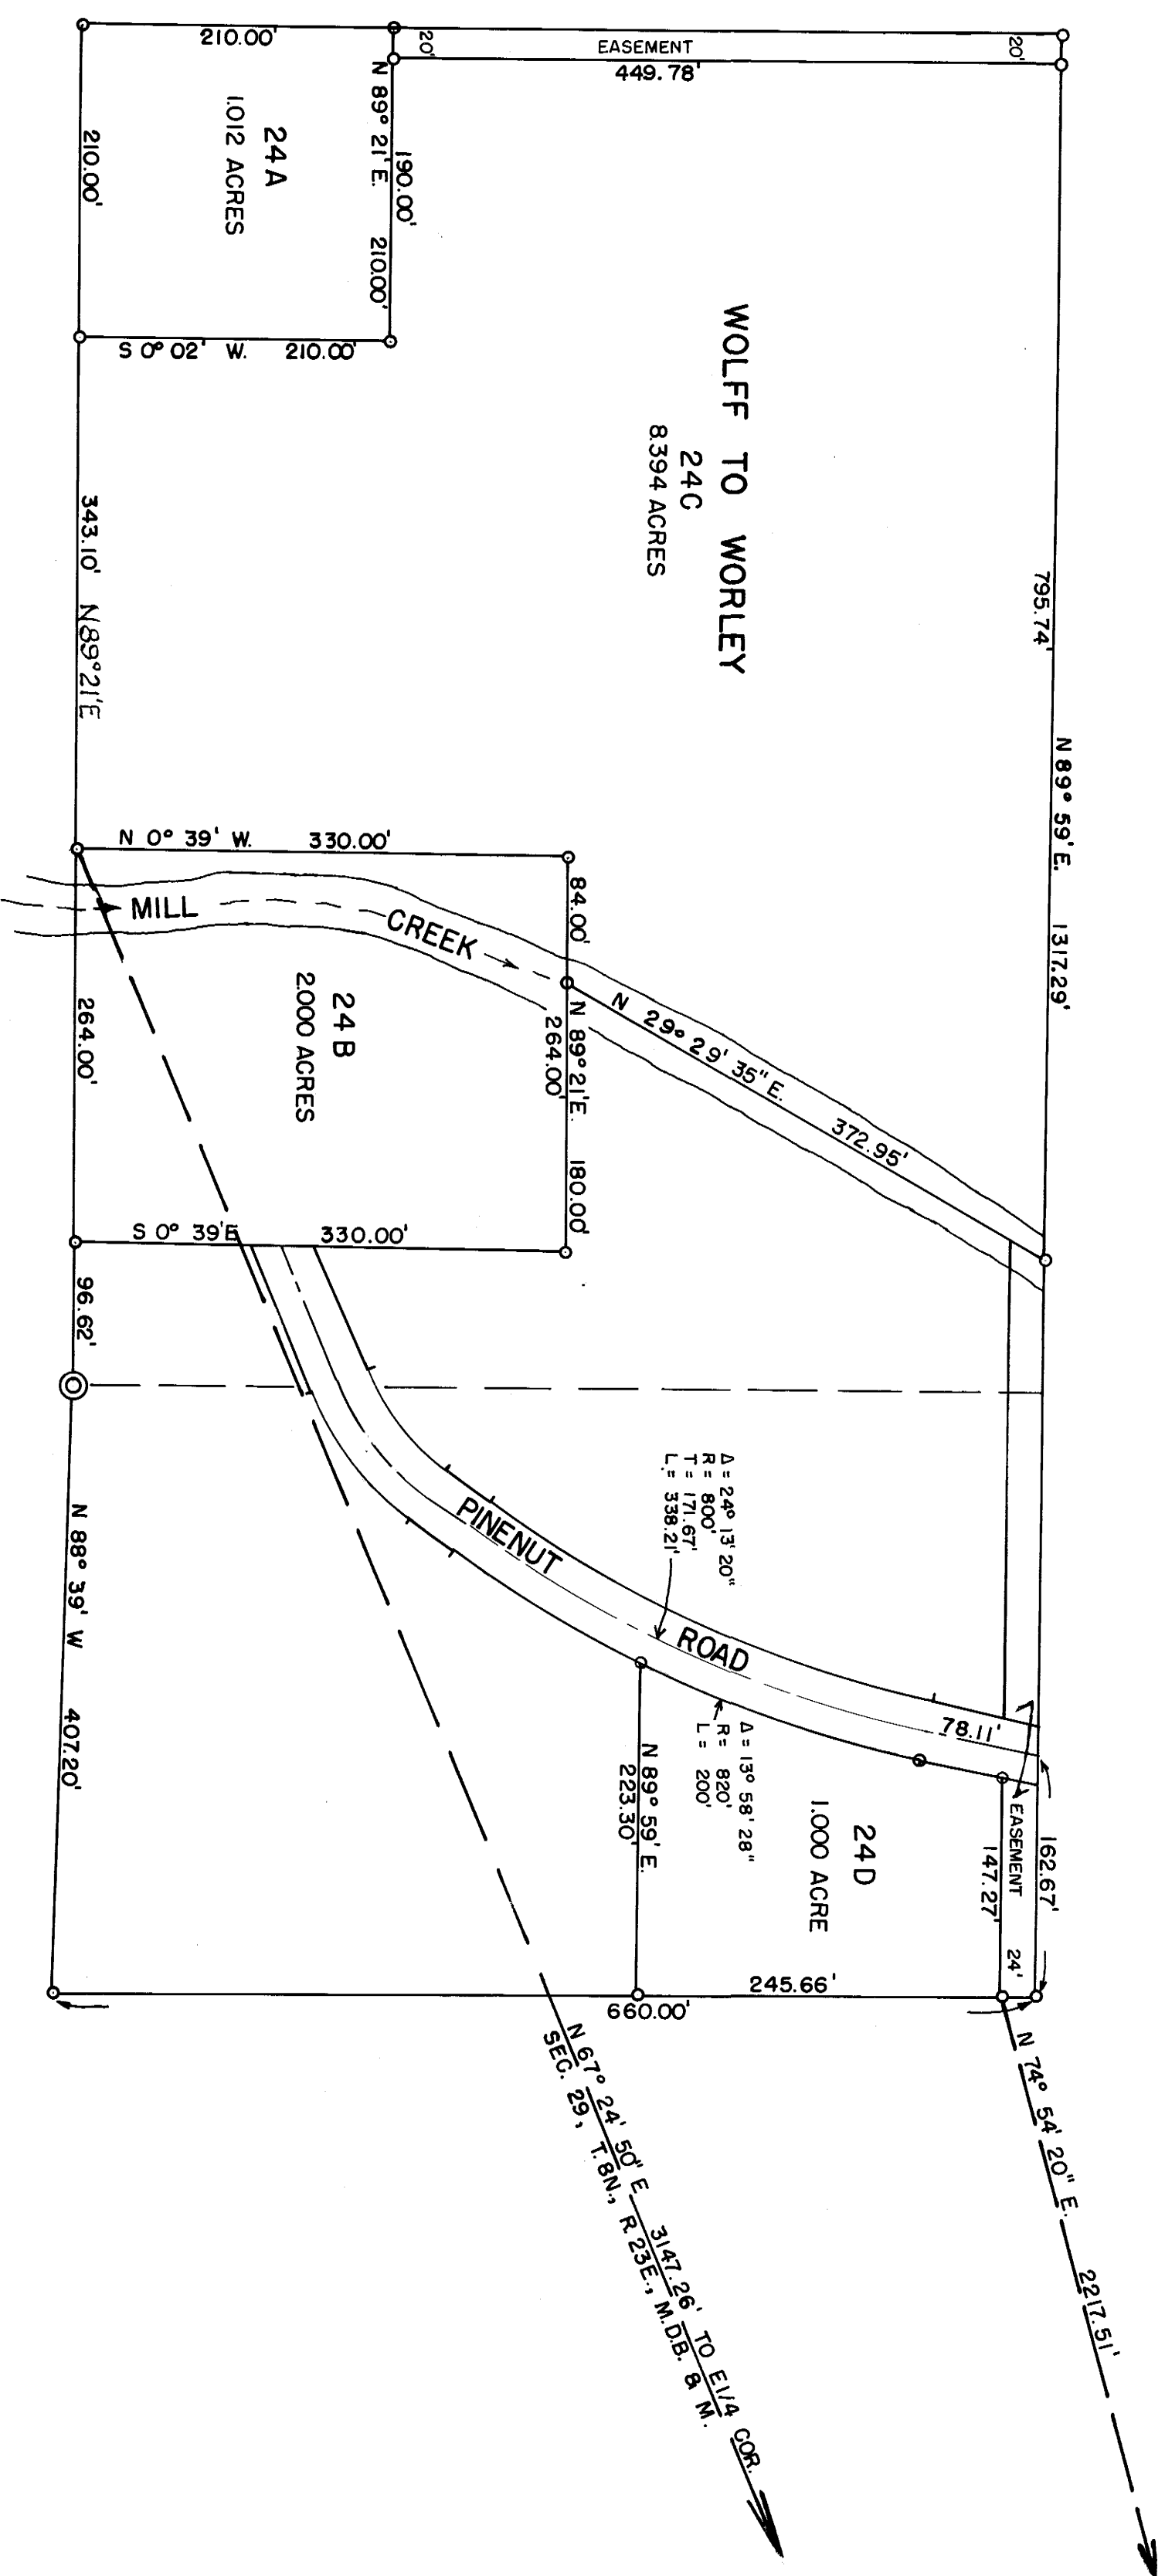 N 89° 59' E. 1317.29'
795.74'
20'
EASEMENT
449.78'
20'
210.00'
N 89° 21' E.
190.00'
210.00'
24A
1.012 ACRES
210.00'
S 0° 02' W. 210.00'
WOLFF TO WORLEY
24C
8.394 ACRES
343.10' N89°21'E
N 0° 39' W. 330.00'
84.00'
N 89° 21' E.
264.00'
180.00'
MILL CREEK
N 29° 29' 35" E. 372.95'
24B
2.000 ACRES
264.00'
S 0° 39' E 330.00'
96.62'
N 88° 39' W 407.20'
PINENUT ROAD
Δ = 24° 13' 20"
R = 800'
T = 171.67'
L = 338.21'
78.11'
Δ = 13° 58' 28"
R = 820'
L = 200'
N 89° 59' E.
223.30'
24D
1.000 ACRE
EASEMENT
147.27'
162.67'
24'
245.66'
660.00'
N 74° 54' 20" E. 2217.51'
N 67° 24' 50" E 3147.26' TO E1/4 COR.
SEC. 29, T. 8N., R. 23E., M.D.B. & M.